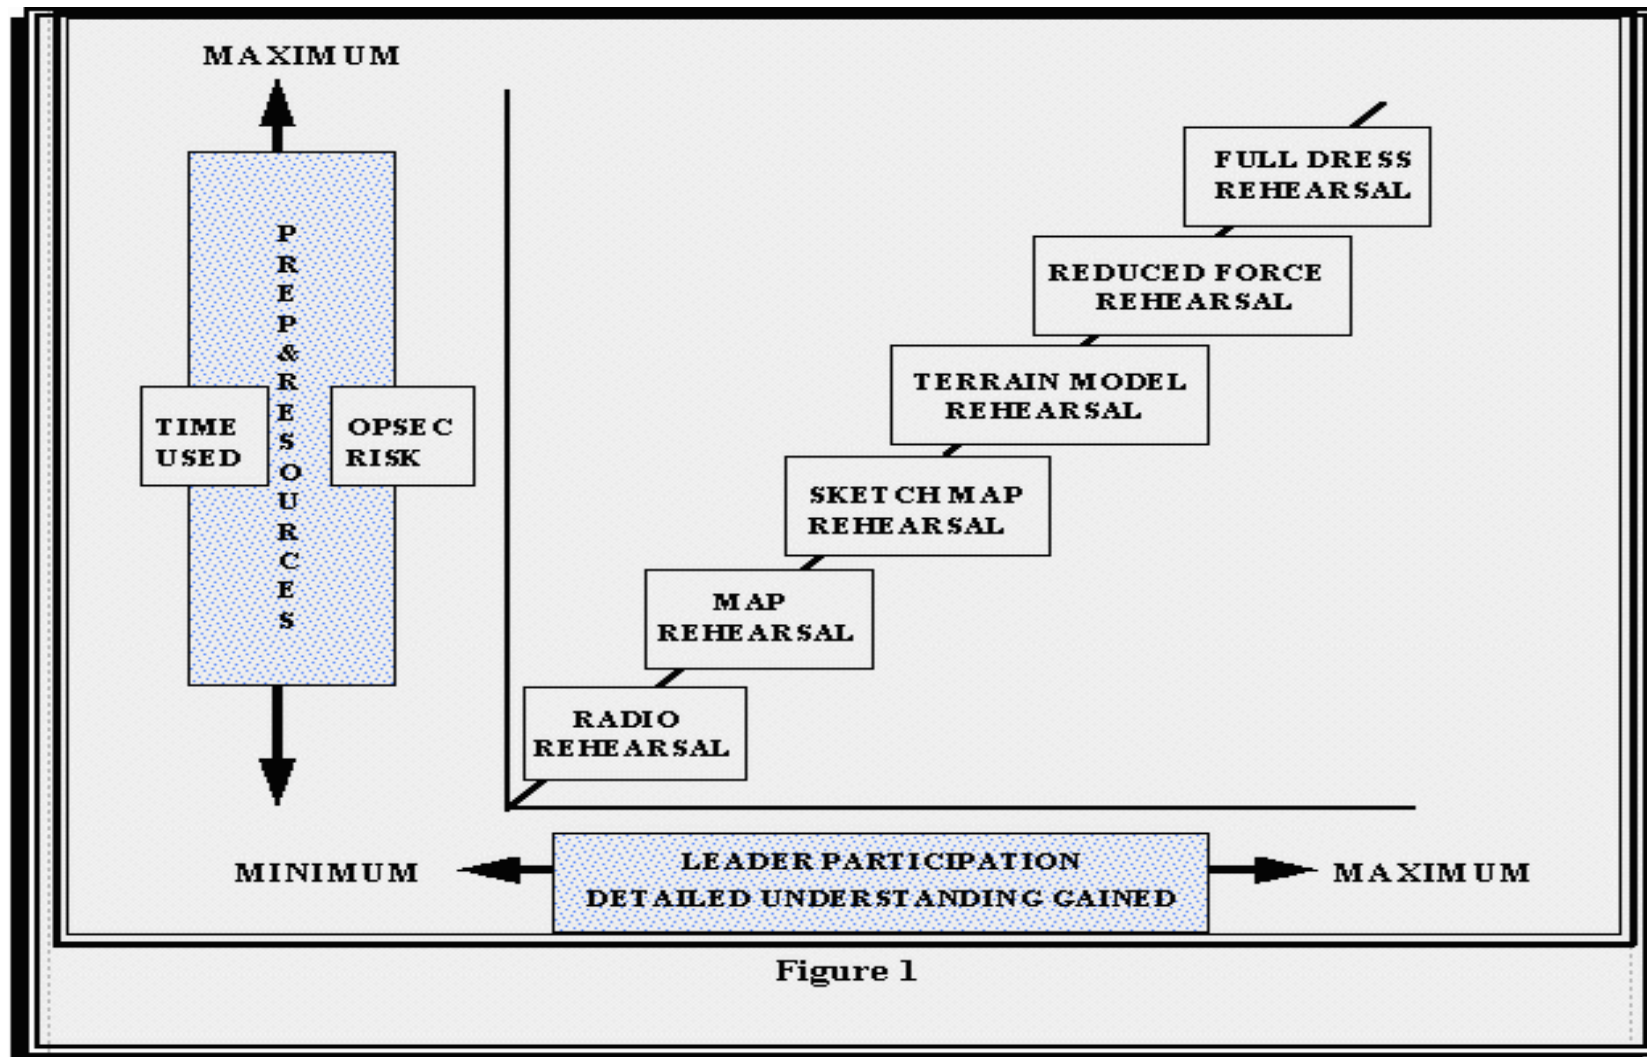 MAXIMUM
PREP&RESOURCES
TIME
USED
OPSEC
RISK
FULL DRESS
REHEARSAL
REDUCED FORCE
REHEARSAL
TERRAIN MODEL
REHEARSAL
SKETCH MAP
REHEARSAL
MAP
REHEARSAL
RADIO
REHEARSAL
MINIMUM
LEADER PARTICIPATION
DETAILED UNDERSTANDING GAINED
MAXIMUM
Figure 1